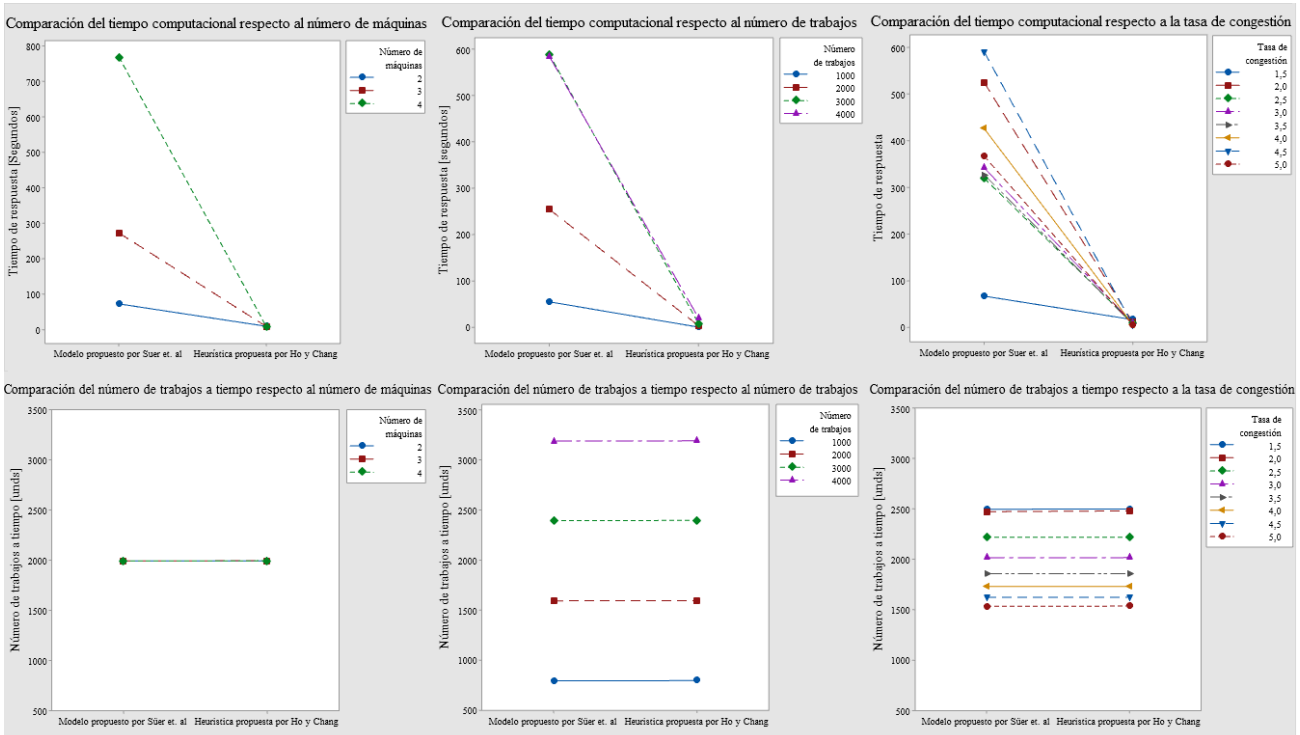 Comparación del tiempo computacional respecto al número de máquinas
Tiempo de respuesta [Segundos]
800
700
600
500
400
300
200
100
0
Modelo propuesto por Suer et. al
Heurística propuesta por Ho y Chang
Número de
máquinas
2
3
4
Comparación del tiempo computacional respecto al número de trabajos
Tiempo de respuesta [segundos]
600
500
400
300
200
100
0
Modelo propuesto por Suer et. al
Heurística propuesta por Ho y Chang
Número
de trabajos
1000
2000
3000
4000
Comparación del tiempo computacional respecto a la tasa de congestión
Tiempo de respuesta
600
500
400
300
200
100
0
Modelo propuesto por Suer et. al
Heurística propuesta por Ho y Chang
Tasa de
congestión
1,5
2,0
2,5
3,0
3,5
4,0
4,5
5,0
Comparación del número de trabajos a tiempo respecto al número de máquinas
Número de trabajos a tiempo [unds]
3500
3000
2500
2000
1500
1000
500
Modelo propuesto por Süer et. al
Heurística propuesta por Ho y Chang
Número de
máquinas
2
3
4
Comparación del número de trabajos a tiempo respecto al número de trabajos
Número de trabajos a tiempo [unds]
3500
3000
2500
2000
1500
1000
500
Modelo propuesto por Süer et. al
Heurística propuesta por Ho y Chang
Número
de trabajos
1000
2000
3000
4000
Comparación del número de trabajos a tiempo respecto a la tasa de congestión
Número de trabajos a tiempo [unds]
3500
3000
2500
2000
1500
1000
500
Modelo propuesto por Süer et. al
Heurística propuesta por Ho y Chang
Tasa de
congestión
1,5
2,0
2,5
3,0
3,5
4,0
4,5
5,0